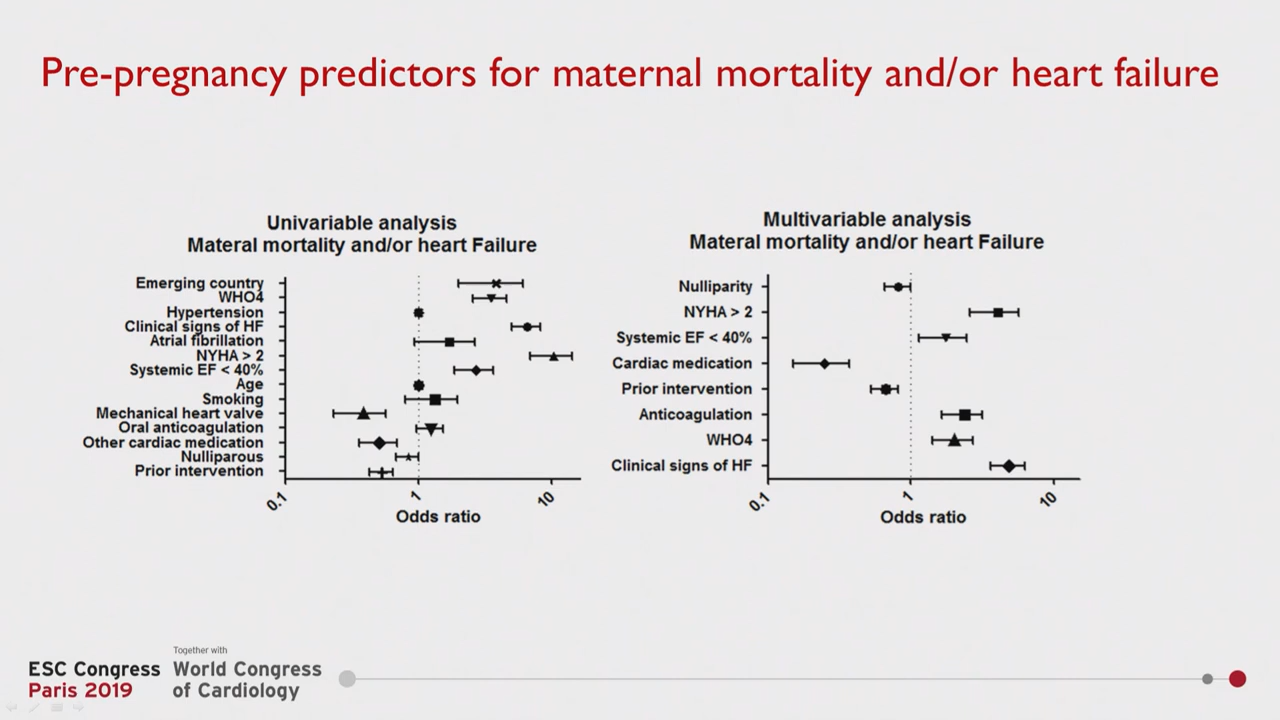 Pre-pregnancy predictors for maternal mortality and/or heart failure
Univariable analysis
Materal mortality and/or heart Failure
Emerging country
WHO4
Hypertension
Clinical signs of HF
Atrial fibrillation
NYHA > 2
Systemic EF < 40%
Age
Smoking
Mechanical heart valve
Oral anticoagulation
Other cardiac medication
Nulliparous
Prior intervention
0.1
1
10
Odds ratio
Multivariable analysis
Materal mortality and/or heart Failure
Nulliparity
NYHA > 2
Systemic EF < 40%
Cardiac medication
Prior intervention
Anticoagulation
WHO4
Clinical signs of HF
0.1
1
10
Odds ratio
ESC Congress
Paris 2019
Together with
World Congress
of Cardiology